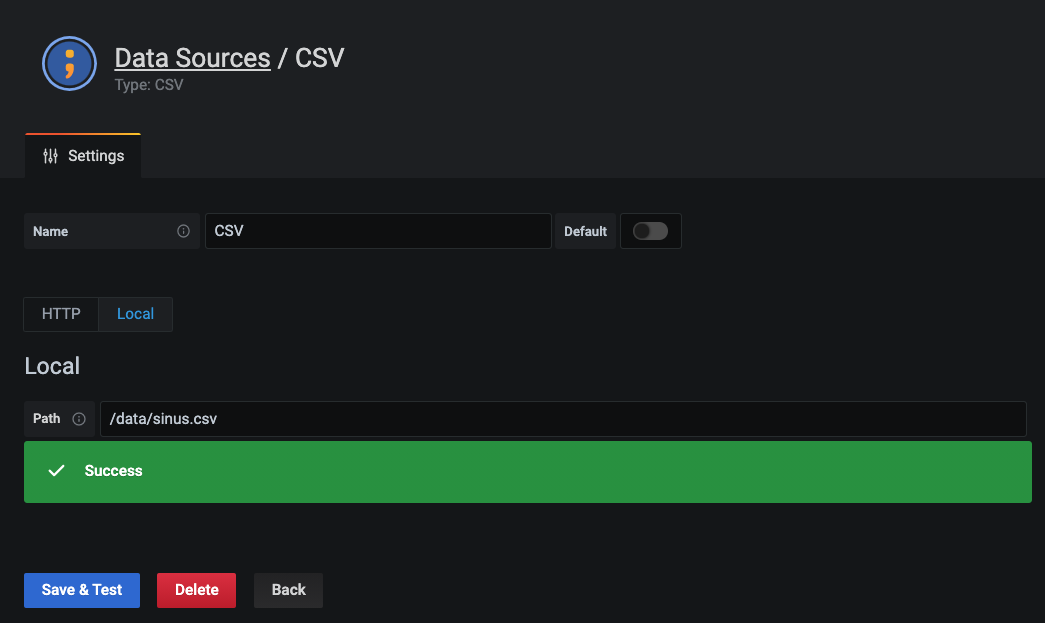 Data Sources / CSV
Type: CSV
Settings
Name CSV Default
HTTP Local
Local
Path /data/sinus.csv
Success
Save & Test Delete Back